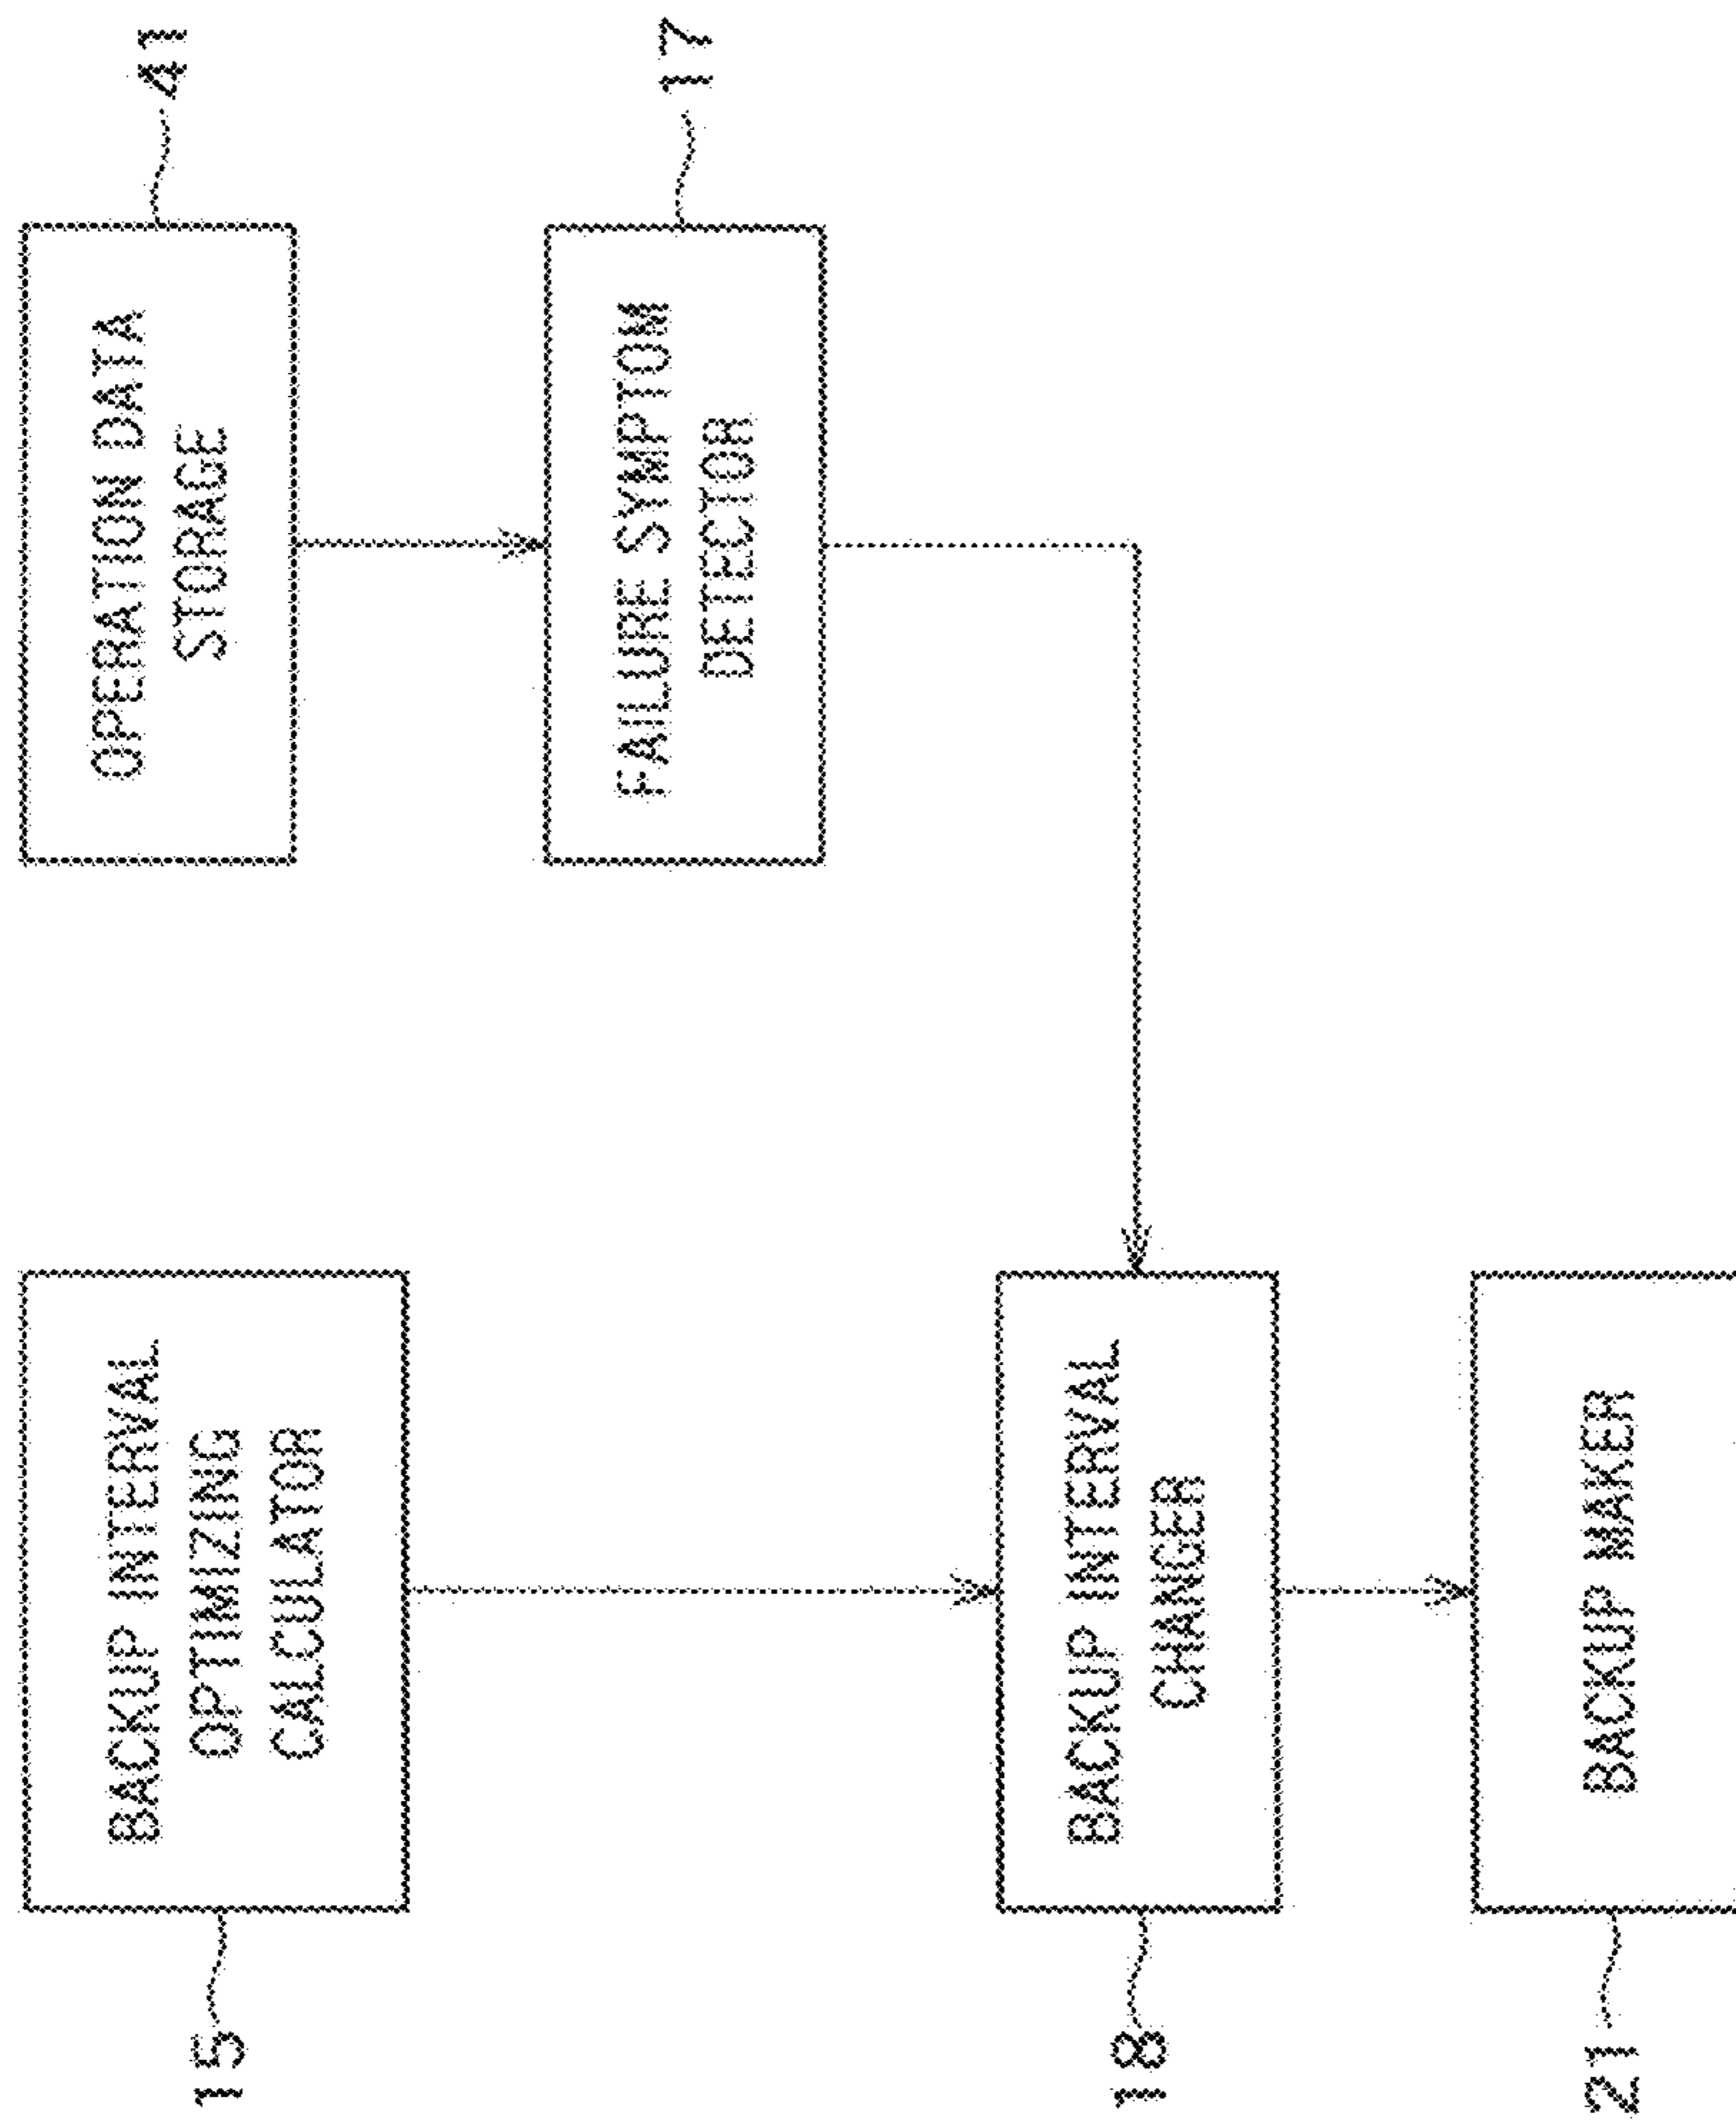 15
BACKUP INTERVAL
OPTIMIZING
CALCULATOR
OPERATION DATA
STORAGE
41
FAILURE SYMPTOM
DETECTOR
17
18
BACKUP INTERVAL
CHANGER
21
BACKUP MAKER